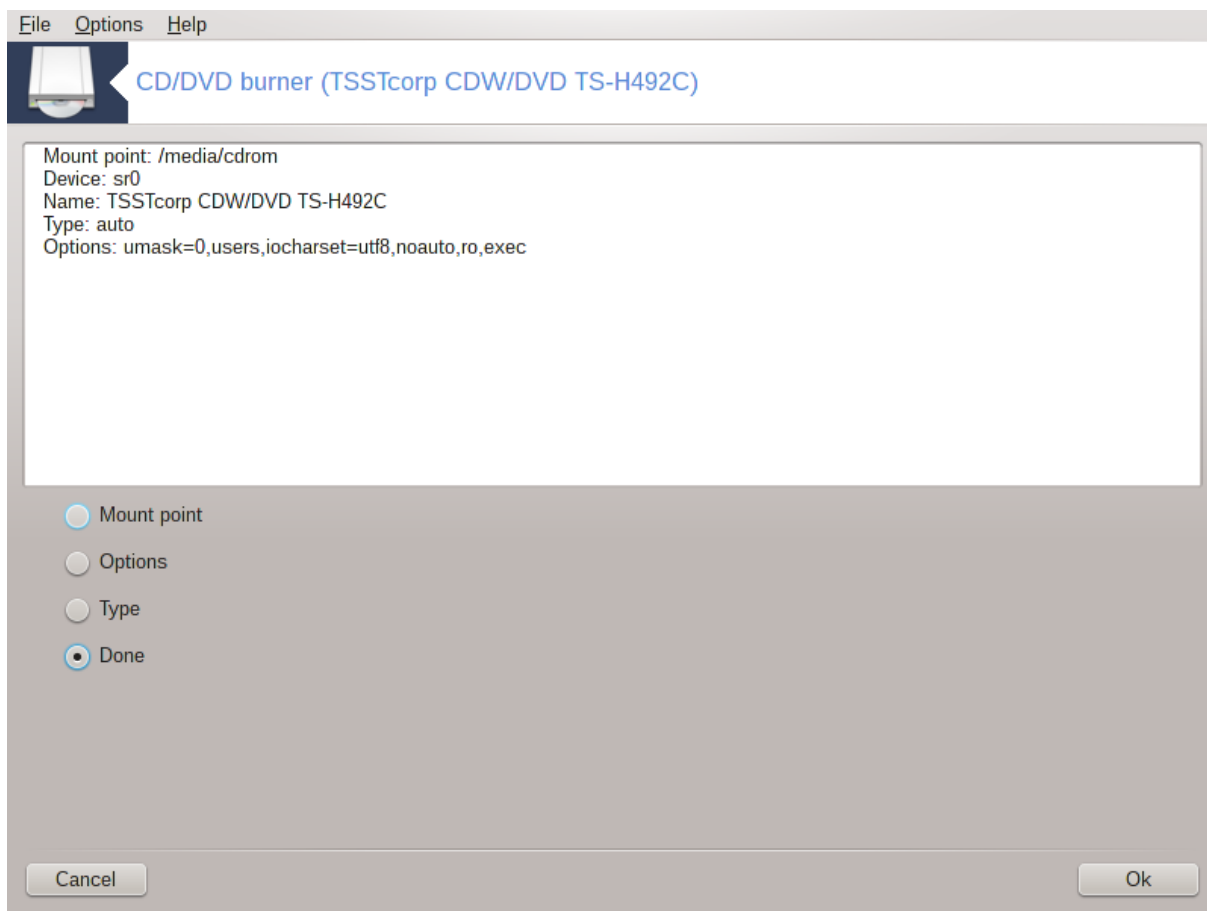 File Options Help
CD/DVD burner (TSSTcorp CDW/DVD TS-H492C)
Mount point: /media/cdrom
Device: sr0
Name: TSSTcorp CDW/DVD TS-H492C
Type: auto
Options: umask=0,users,iocharset=utf8,noauto,ro,exec
Mount point
Options
Type
Done
Cancel Ok